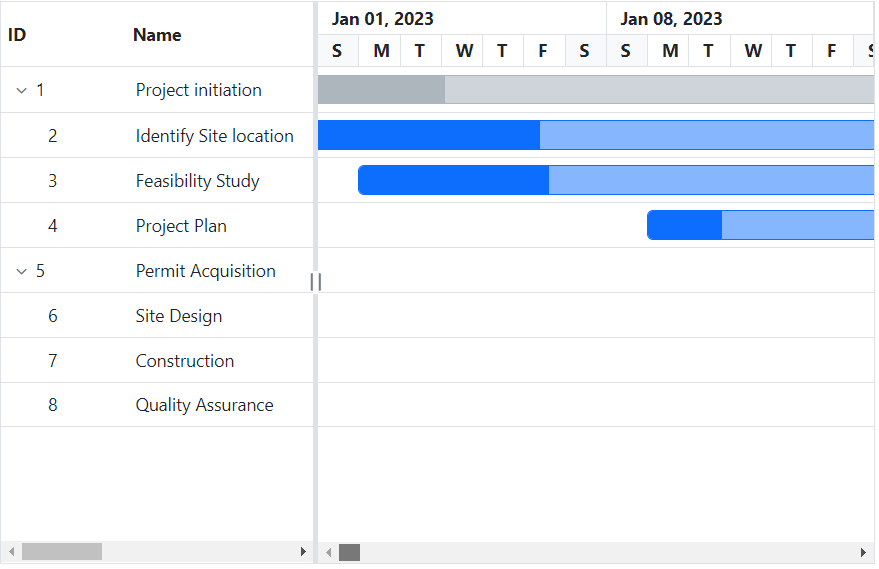 ID Name Jan 01, 2023 Jan 08, 2023
S M T W T F S S M T W T F S
1 Project initiation
2 Identify Site location
3 Feasibility Study
4 Project Plan
5 Permit Acquisition
6 Site Design
7 Construction
8 Quality Assurance